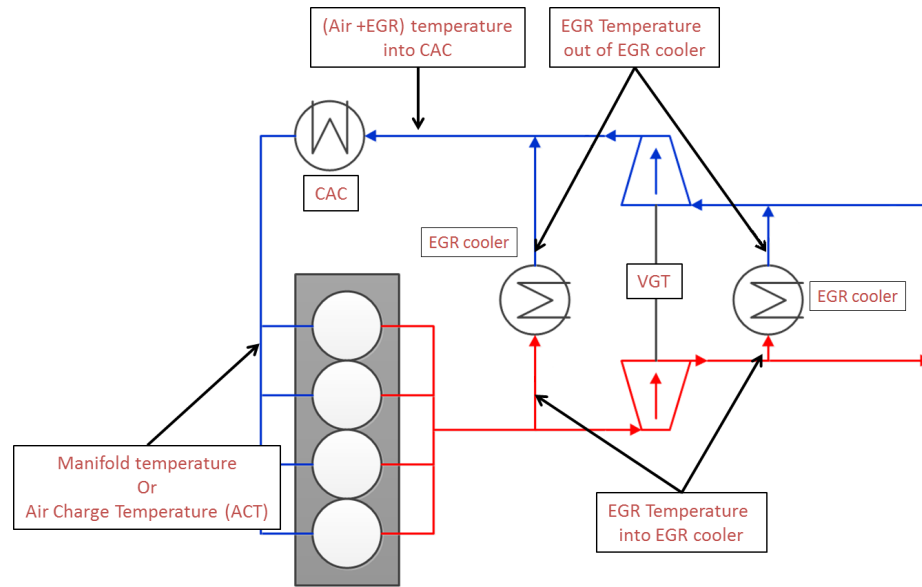 (Air +EGR) temperature
into CAC
EGR Temperature
out of EGR cooler
CAC
EGR cooler
VGT
EGR cooler
Manifold temperature
Or
Air Charge Temperature (ACT)
EGR Temperature
into EGR cooler